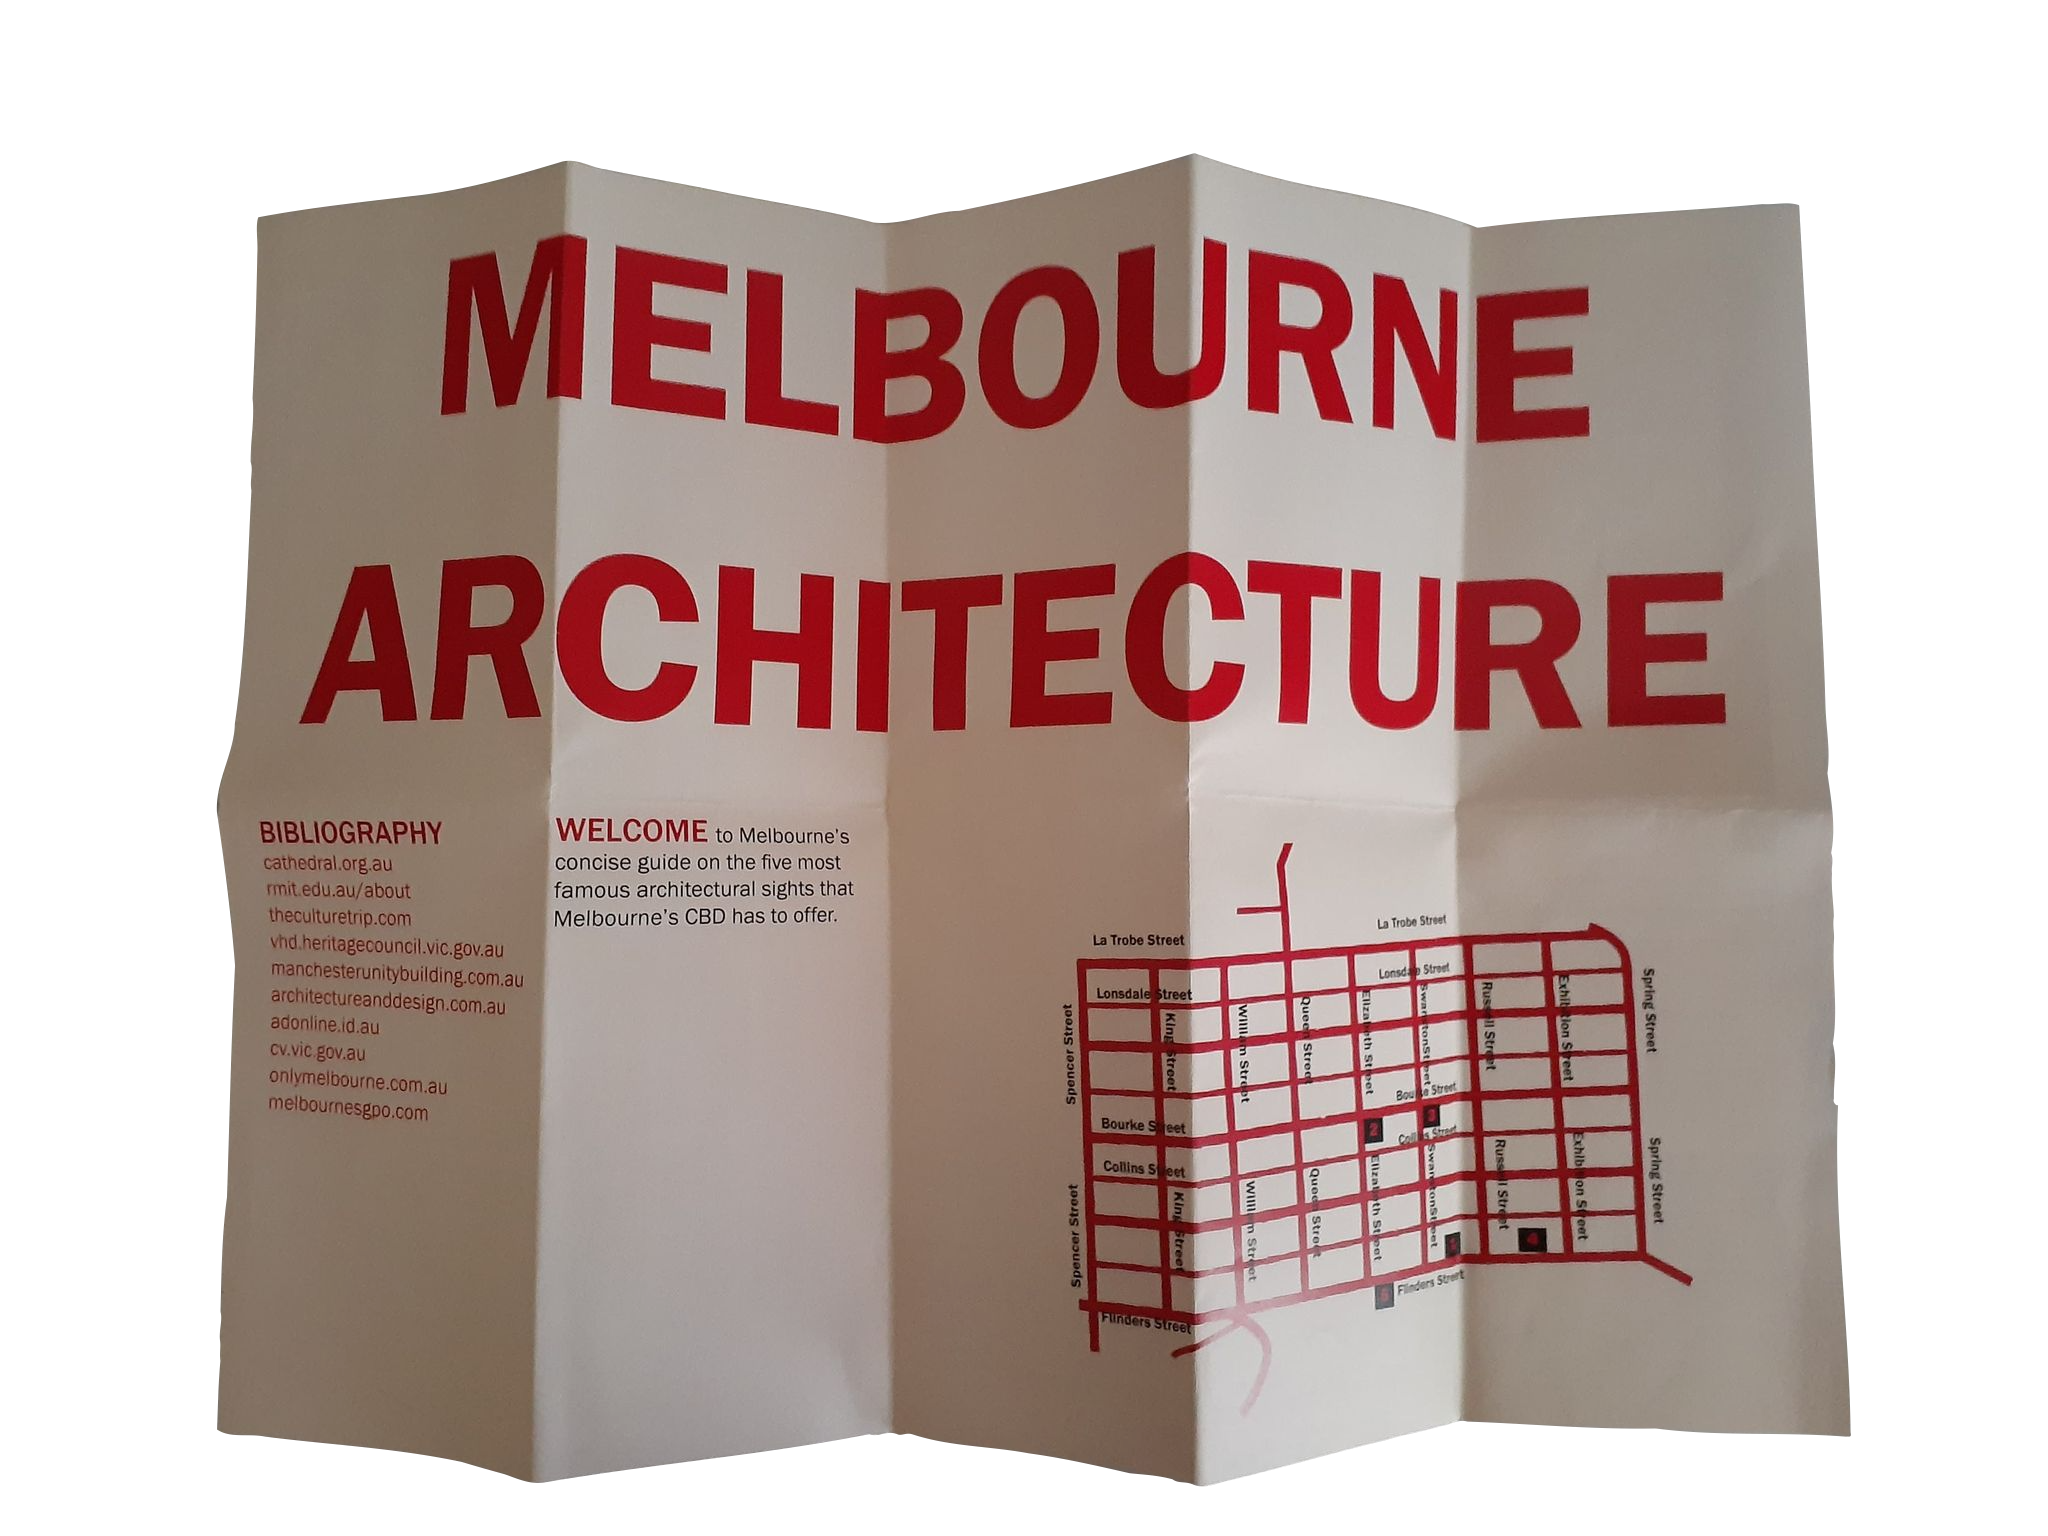 MELBOURNE
ARCHITECTURE
BIBLIOGRAPHY
cathedral.org.au
rmit.edu.au/about
theculturetrip.com
vhd.heritagecouncil.vic.gov.au
manchesterunitybuilding.com.au
architectureanddesign.com.au
adonline.id.au
cv.vic.gov.au
onlymelbourne.com.au
melbournesgpo.com
WELCOME to Melbourne's
concise guide on the five most
famous architectural sights that
Melbourne's CBD has to offer.
La Trobe Street
La Trobe Street
Lonsdale Street
Lonsdale Street
Spencer Street
King Street
William Street
Queen Street
Elizabeth Street
SwanstonStreet
Russell Street
Exhibition Street
Spring Street
Bourke Street
Bourke Street
3
2
Collins Street
Collins Street
Spencer Street
King Street
William Street
Queen Street
Elizabeth Street
SwanstonStreet
Russell Street
Exhibition Street
Spring Street
4
Flinders Street
Flinders Street